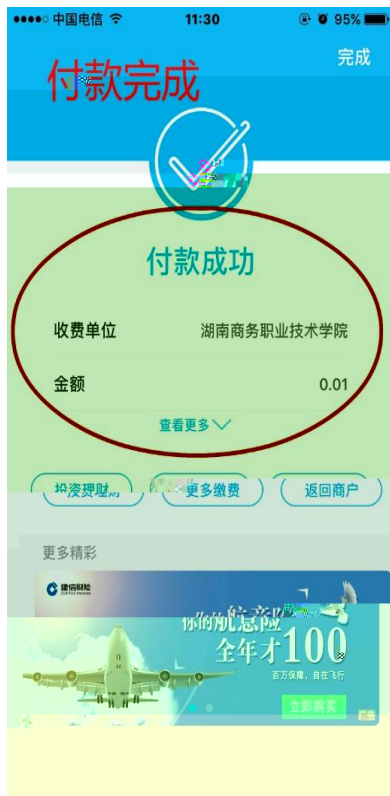 中国电信 11:30 95%
完成
付款完成
付款成功
收费单位 湖南商务职业技术学院
金额 0.01
查看更多
投资理财 更多缴费 返回商户
更多精彩
建信财险
你的航意险
全年才100
百万保障，自在飞行
立即购买